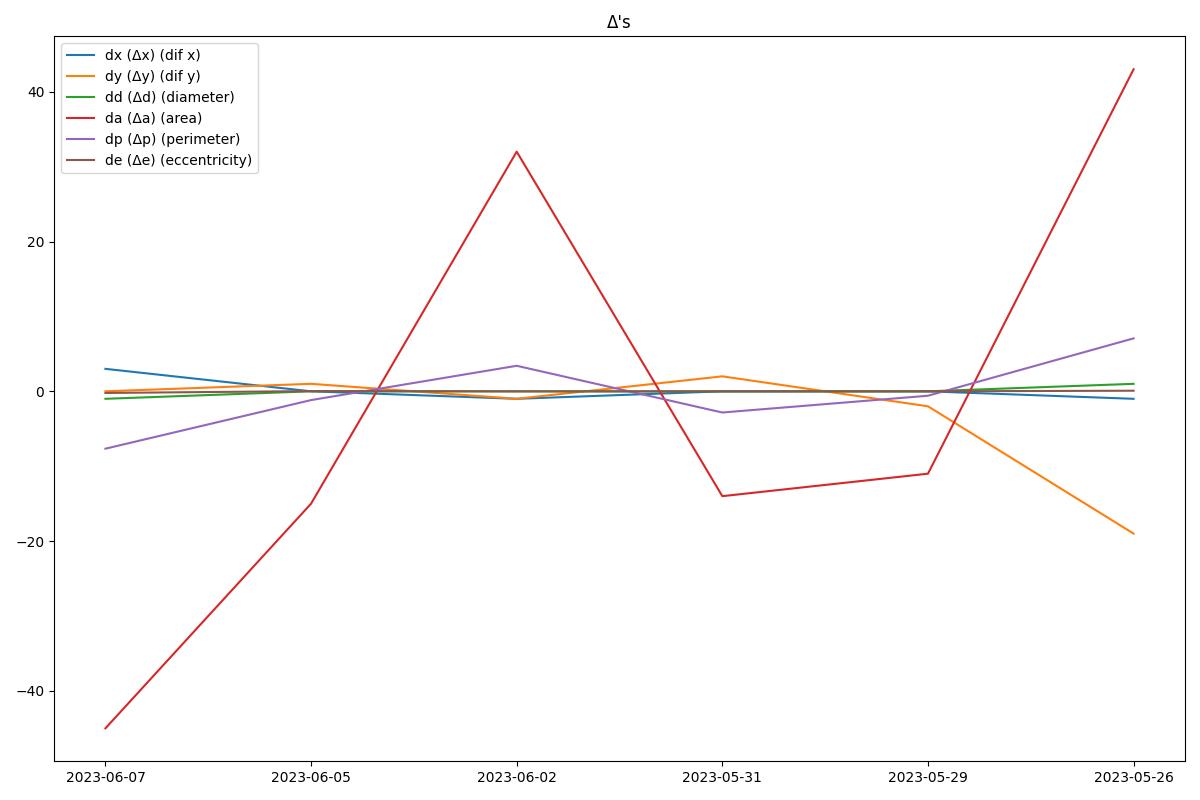 Δ's
dx (Δx) (dif x)
dy (Δy) (dif y)
dd (Δd) (diameter)
da (Δa) (area)
dp (Δp) (perimeter)
de (Δe) (eccentricity)
40
20
0
−20
−40
2023-06-07 2023-06-05 2023-06-02 2023-05-31 2023-05-29 2023-05-26